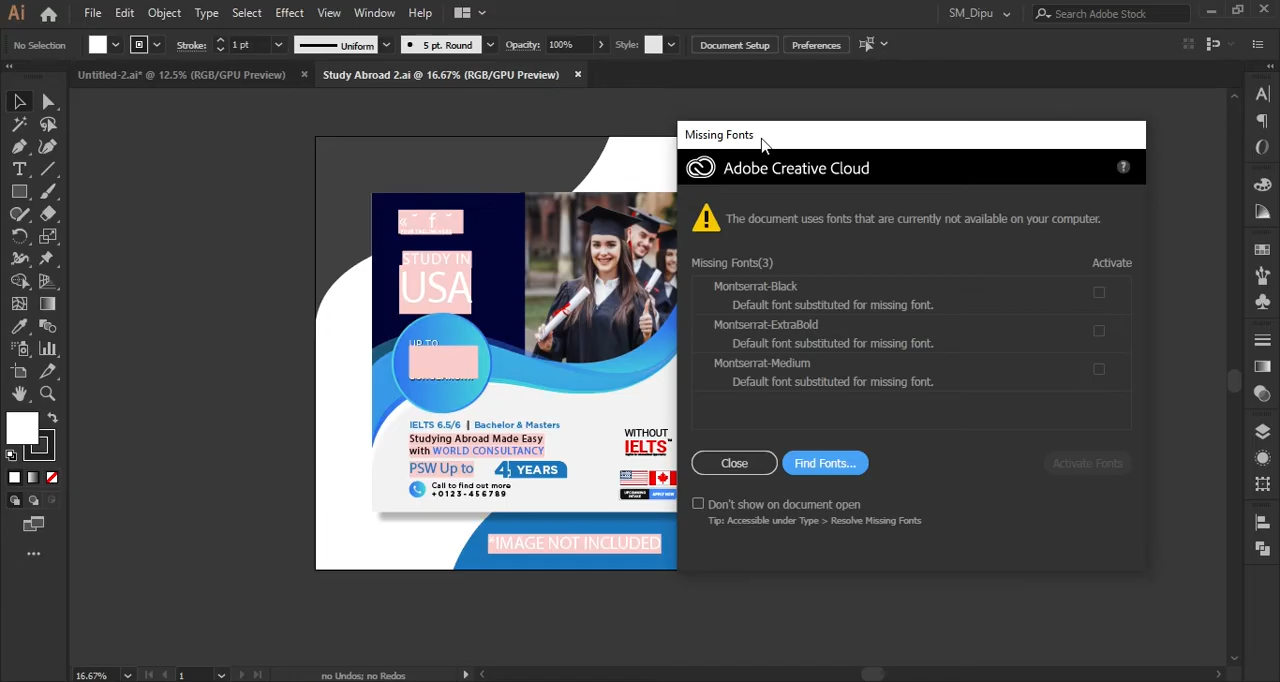 Ai File Edit Object Type Select Effect View Window Help SM_Dipu Search Adobe Stock
No Selection Stroke: 1 pt Uniform 5 pt. Round Opacity: 100% Style: Document Setup Preferences
Untitled-2.ai* @ 12.5% (RGB/GPU Preview) × Study Abroad 2.ai @ 16.67% (RGB/GPU Preview) ×
Missing Fonts
Adobe Creative Cloud
The document uses fonts that are currently not available on your computer.
Missing Fonts(3) Activate
Montserrat-Black
Default font substituted for missing font.
Montserrat-ExtraBold
Default font substituted for missing font.
Montserrat-Medium
Default font substituted for missing font.
Close Find Fonts... Activate Fonts
Don't show on document open
Tip: Accessible under Type > Resolve Missing Fonts
STUDY IN
USA
UP TO
IELTS 6.5/6 | Bachelor & Masters
Studying Abroad Made Easy
with WORLD CONSULTANCY
PSW Up to 4 YEARS
Call to find out more
+0123-456789
WITHOUT
IELTS™
APPLY NOW
*IMAGE NOT INCLUDED
16.67% 1 no Undos; no Redos